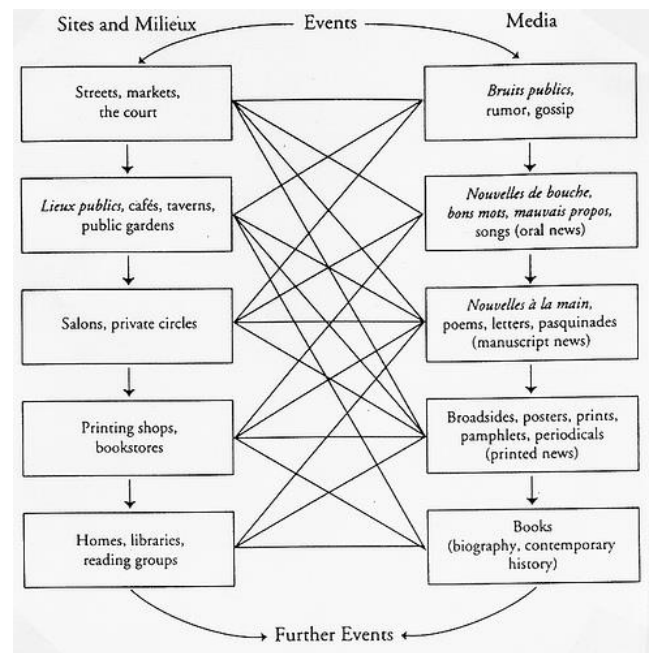 Sites and Milieux
Events
Media
Streets, markets,
the court
Bruits publics,
rumor, gossip
Lieux publics, cafés, taverns,
public gardens
Nouvelles de bouche,
bons mots, mauvais propos,
songs (oral news)
Salons, private circles
Nouvelles à la main,
poems, letters, pasquinades
(manuscript news)
Printing shops,
bookstores
Broadsides, posters, prints,
pamphlets, periodicals
(printed news)
Homes, libraries,
reading groups
Books
(biography, contemporary
history)
Further Events